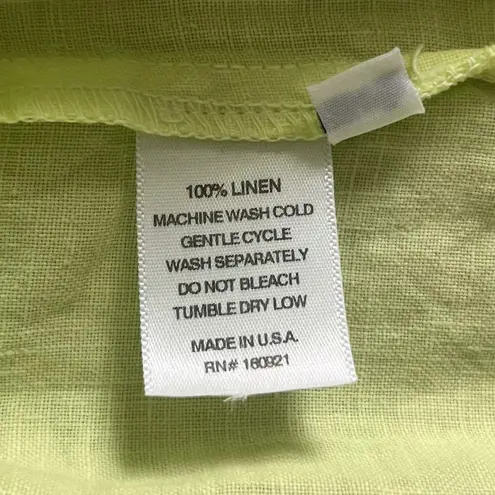 100% LINEN
MACHINE WASH COLD
GENTLE CYCLE
WASH SEPARATELY
DO NOT BLEACH
TUMBLE DRY LOW
MADE IN U.S.A.
RN# 160921